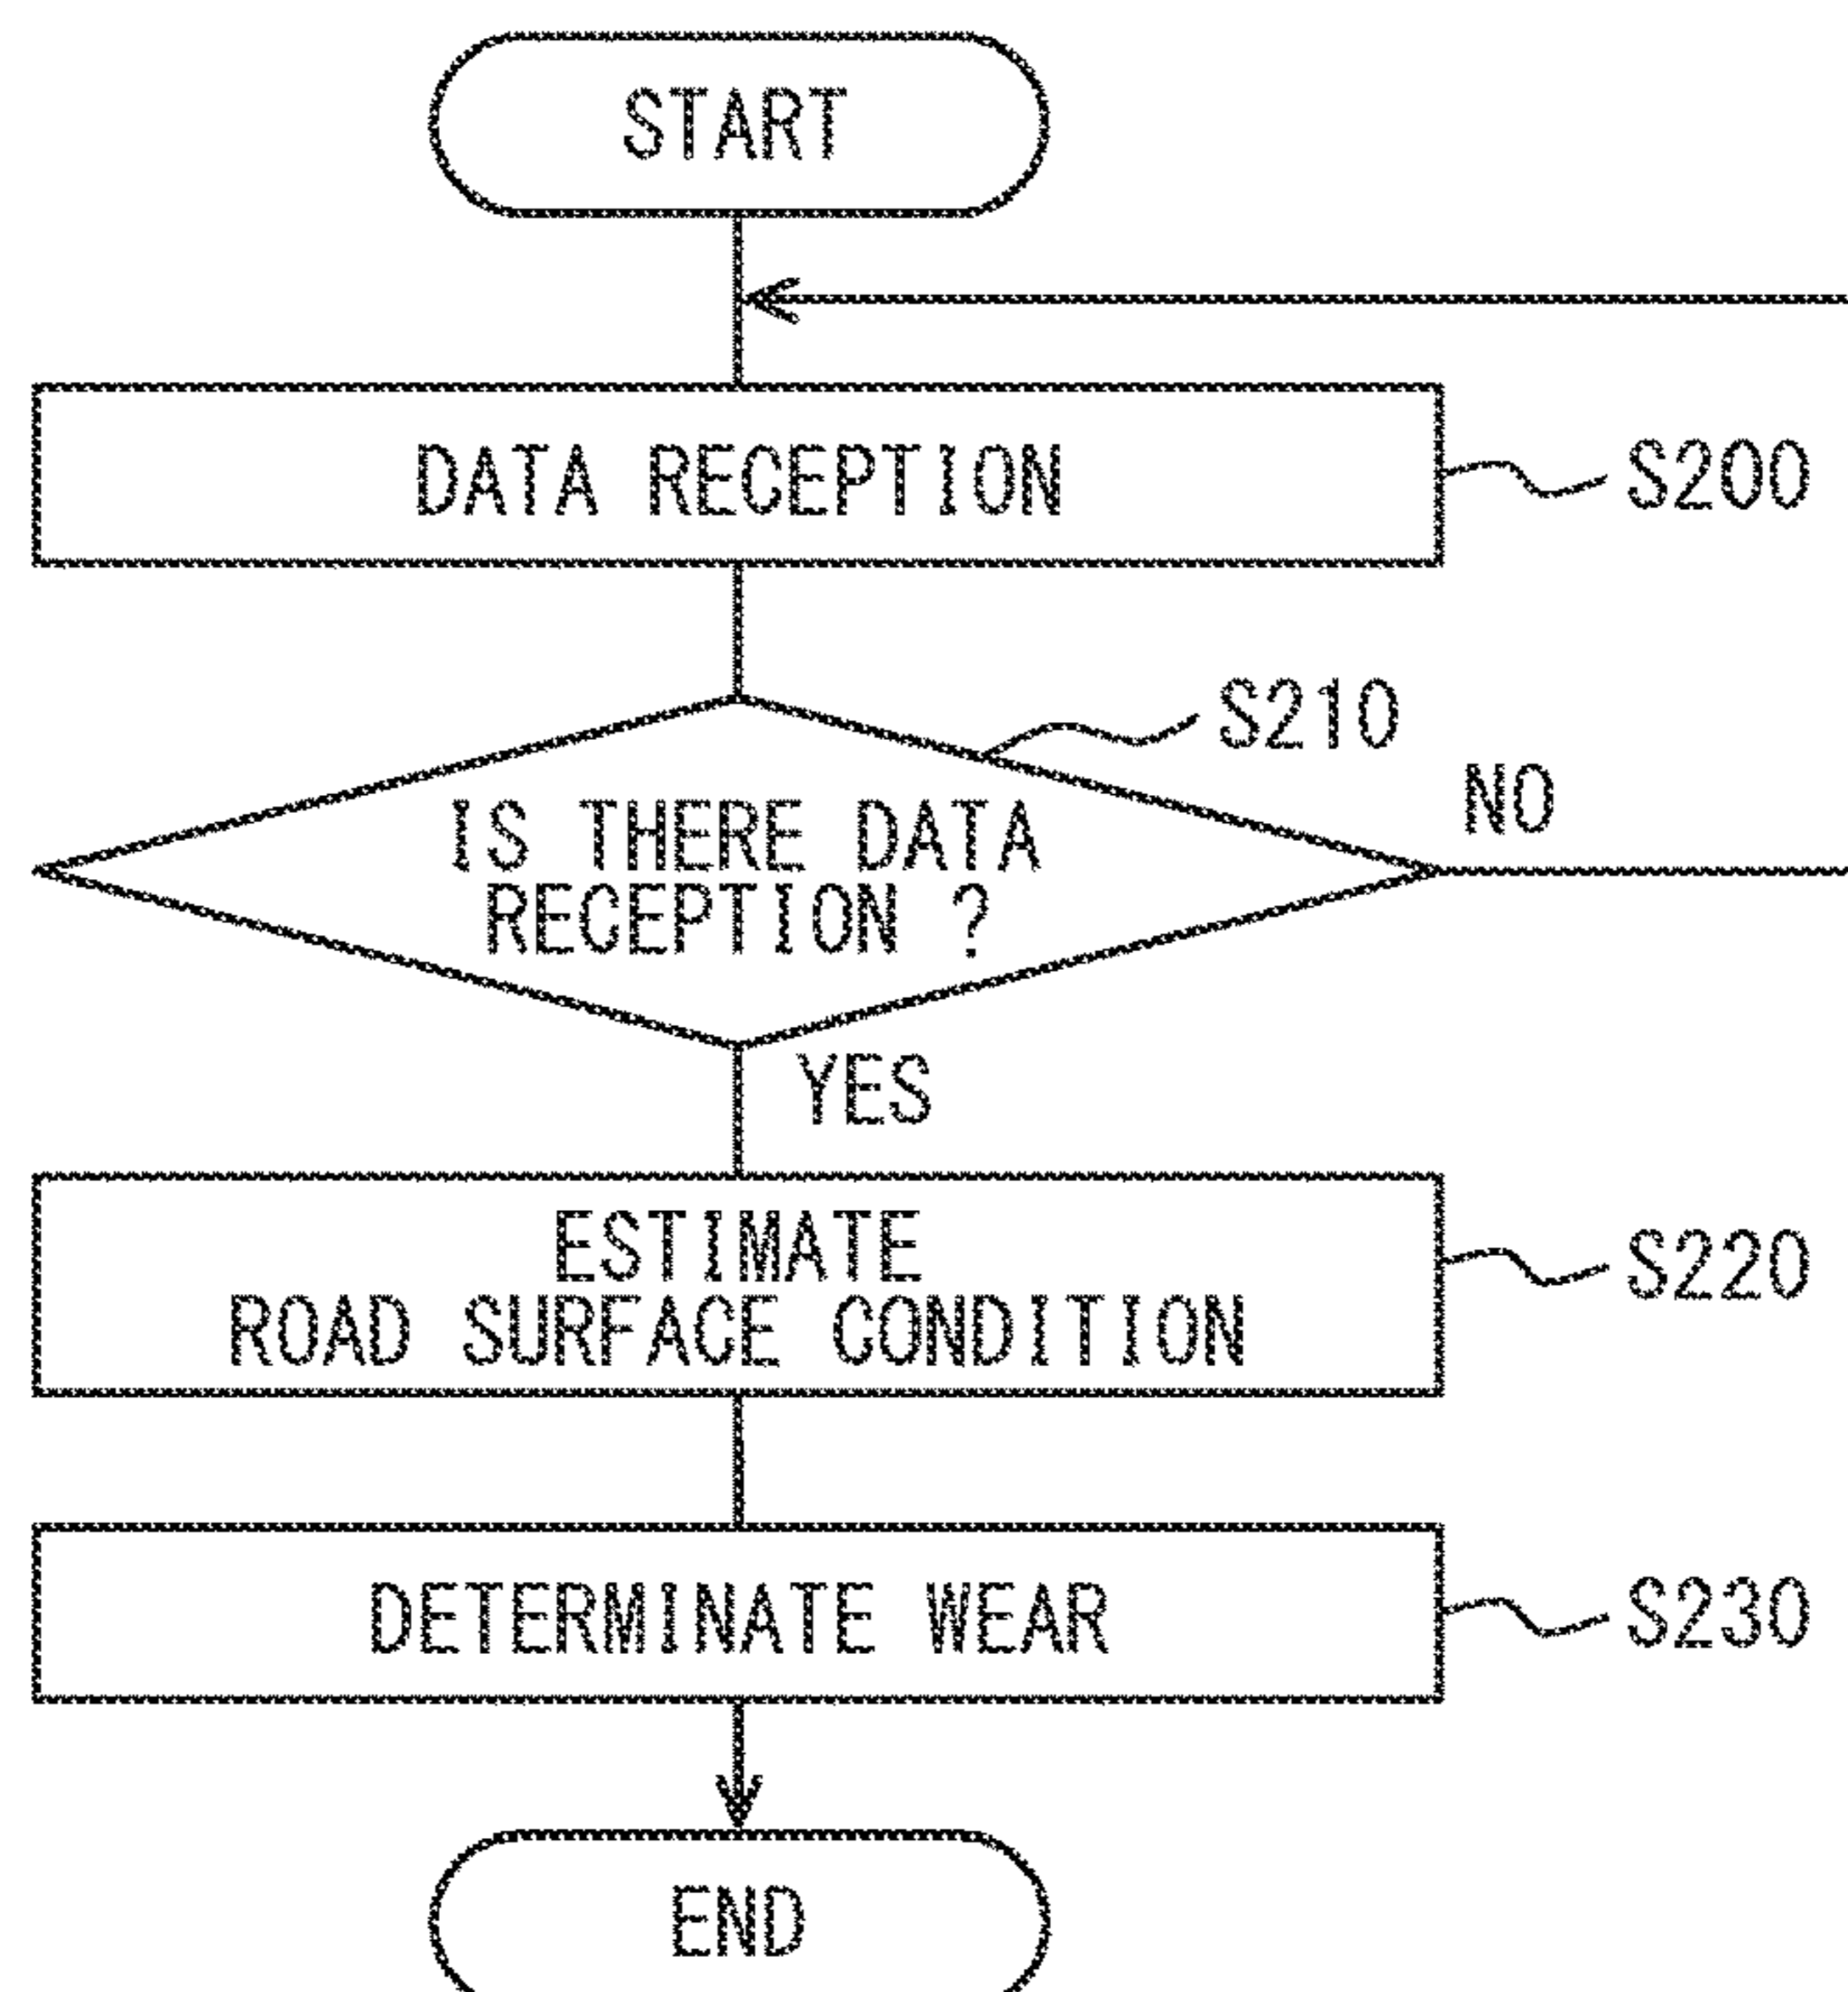 START
DATA RECEPTION
S200
S210
IS THERE DATA
RECEPTION ?
NO
YES
ESTIMATE
ROAD SURFACE CONDITION
S220
DETERMINATE WEAR
S230
END